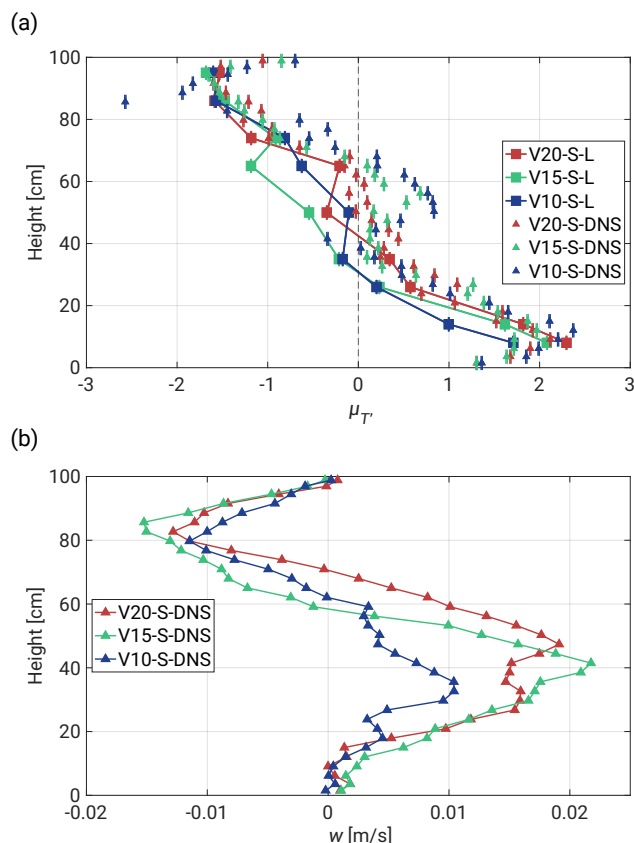 (a)
100
80
60
40
20
0
Height [cm]
V20-S-L
V15-S-L
V10-S-L
V20-S-DNS
V15-S-DNS
V10-S-DNS
-3 -2 -1 0 1 2 3
μT′
(b)
100
80
60
40
20
0
Height [cm]
V20-S-DNS
V15-S-DNS
V10-S-DNS
-0.02 -0.01 0 0.01 0.02
w [m/s]